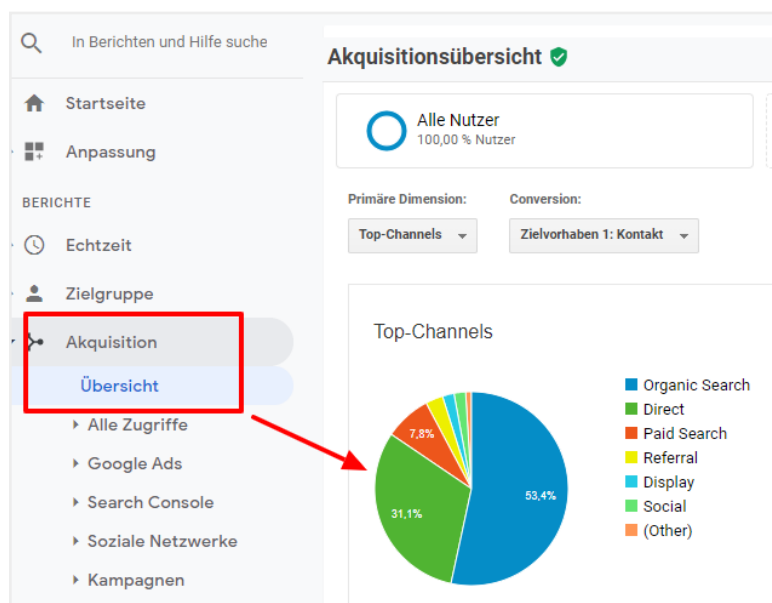 In Berichten und Hilfe suche
Startseite
Anpassung
BERICHTE
Echtzeit
Zielgruppe
Akquisition
Übersicht
Alle Zugriffe
Google Ads
Search Console
Soziale Netzwerke
Kampagnen
Akquisitionsübersicht
Alle Nutzer
100,00 % Nutzer
Primäre Dimension:
Conversion:
Top-Channels
Zielvorhaben 1: Kontakt
Top-Channels
7,8%
31,1%
53,4%
Organic Search
Direct
Paid Search
Referral
Display
Social
(Other)